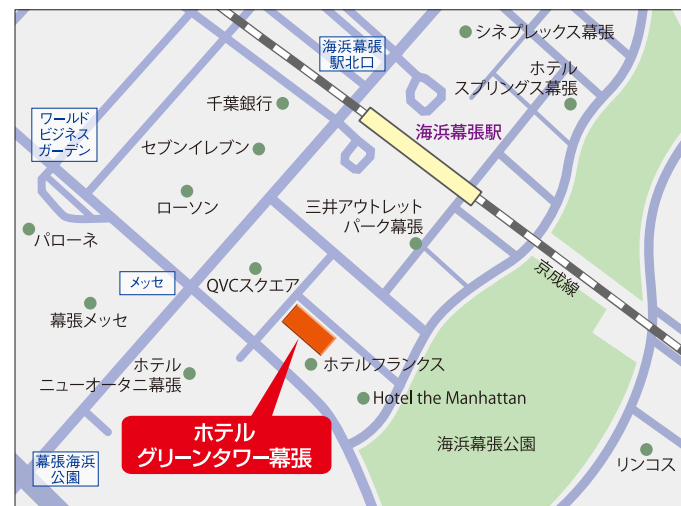 シネプレックス幕張
海浜幕張
駅北口
ホテル
スプリングス幕張
千葉銀行
ワールド
ビジネス
ガーデン
海浜幕張駅
セブンイレブン
ローソン
三井アウトレット
パーク幕張
パローネ
京成線
メッセ
QVCスクエア
幕張メッセ
ホテル
ニューオータニ幕張
ホテルフランクス
Hotel the Manhattan
ホテル
グリーンタワー幕張
海浜幕張公園
幕張海浜
公園
リンコス